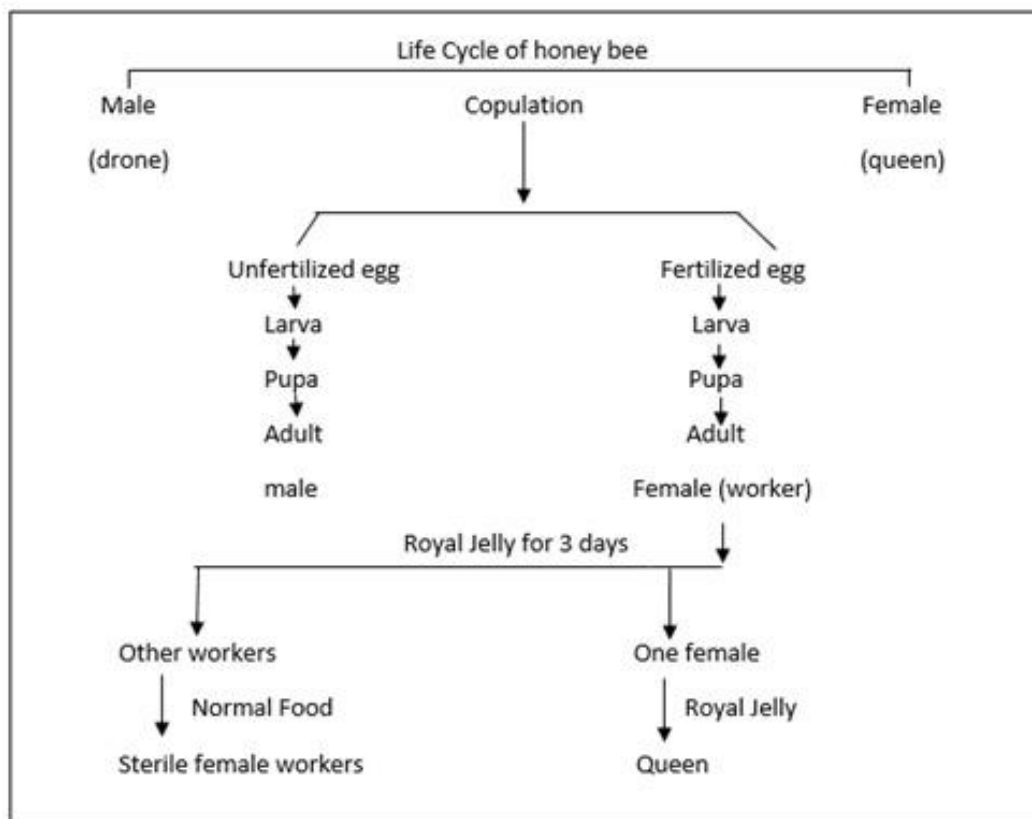 Life Cycle of honey bee
Male Copulation Female
(drone) (queen)
Unfertilized egg Fertilized egg
Larva Larva
Pupa Pupa
Adult Adult
male Female (worker)
Royal Jelly for 3 days
Other workers One female
Normal Food Royal Jelly
Sterile female workers Queen